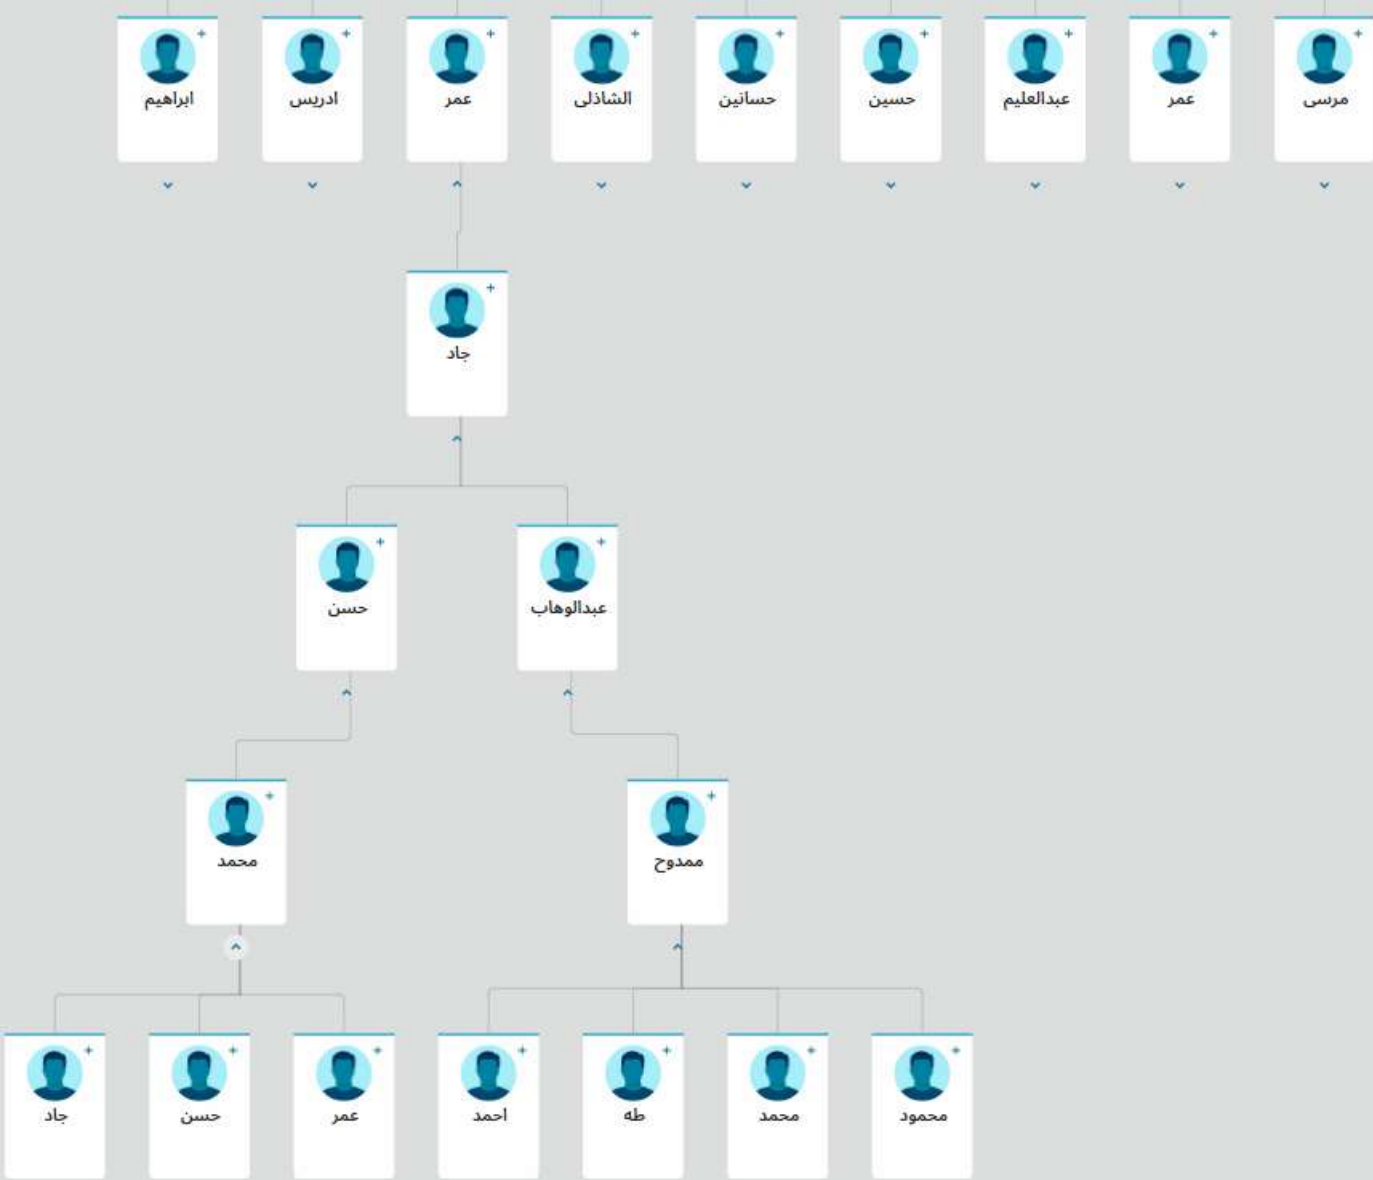 مرسى
عمر
عبدالعليم
حسين
حسانين
الشاذلى
عمر
ادريس
ابراهيم
جاد
عبدالوهاب
حسن
ممدوح
محمد
محمود
محمد
طه
احمد
عمر
حسن
جاد